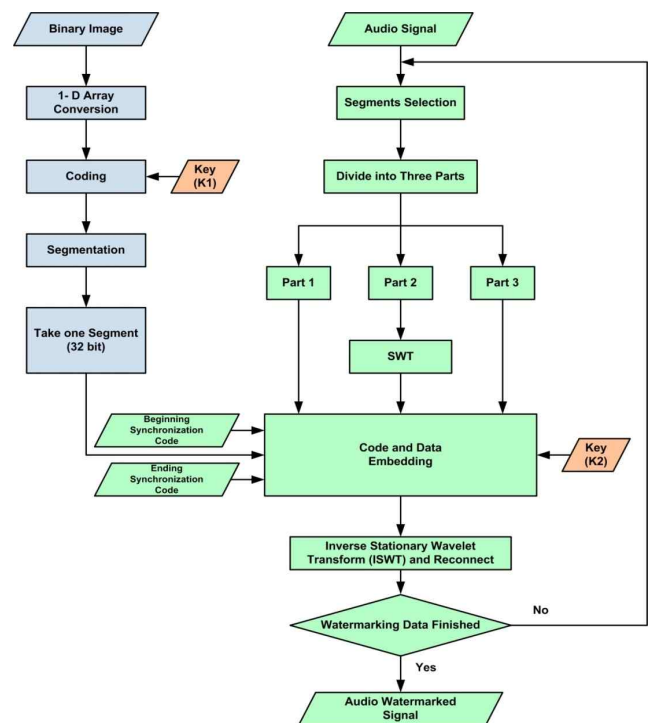 Binary Image
1- D Array
Conversion
Coding
Key
(K1)
Segmentation
Take one Segment
(32 bit)
Audio Signal
Segments Selection
Divide into Three Parts
Part 1
Part 2
Part 3
SWT
Beginning
Synchronization
Code
Ending
Synchronization
Code
Code and Data
Embedding
Key
(K2)
Inverse Stationary Wavelet
Transform (ISWT) and Reconnect
Watermarking Data Finished
No
Yes
Audio Watermarked
Signal